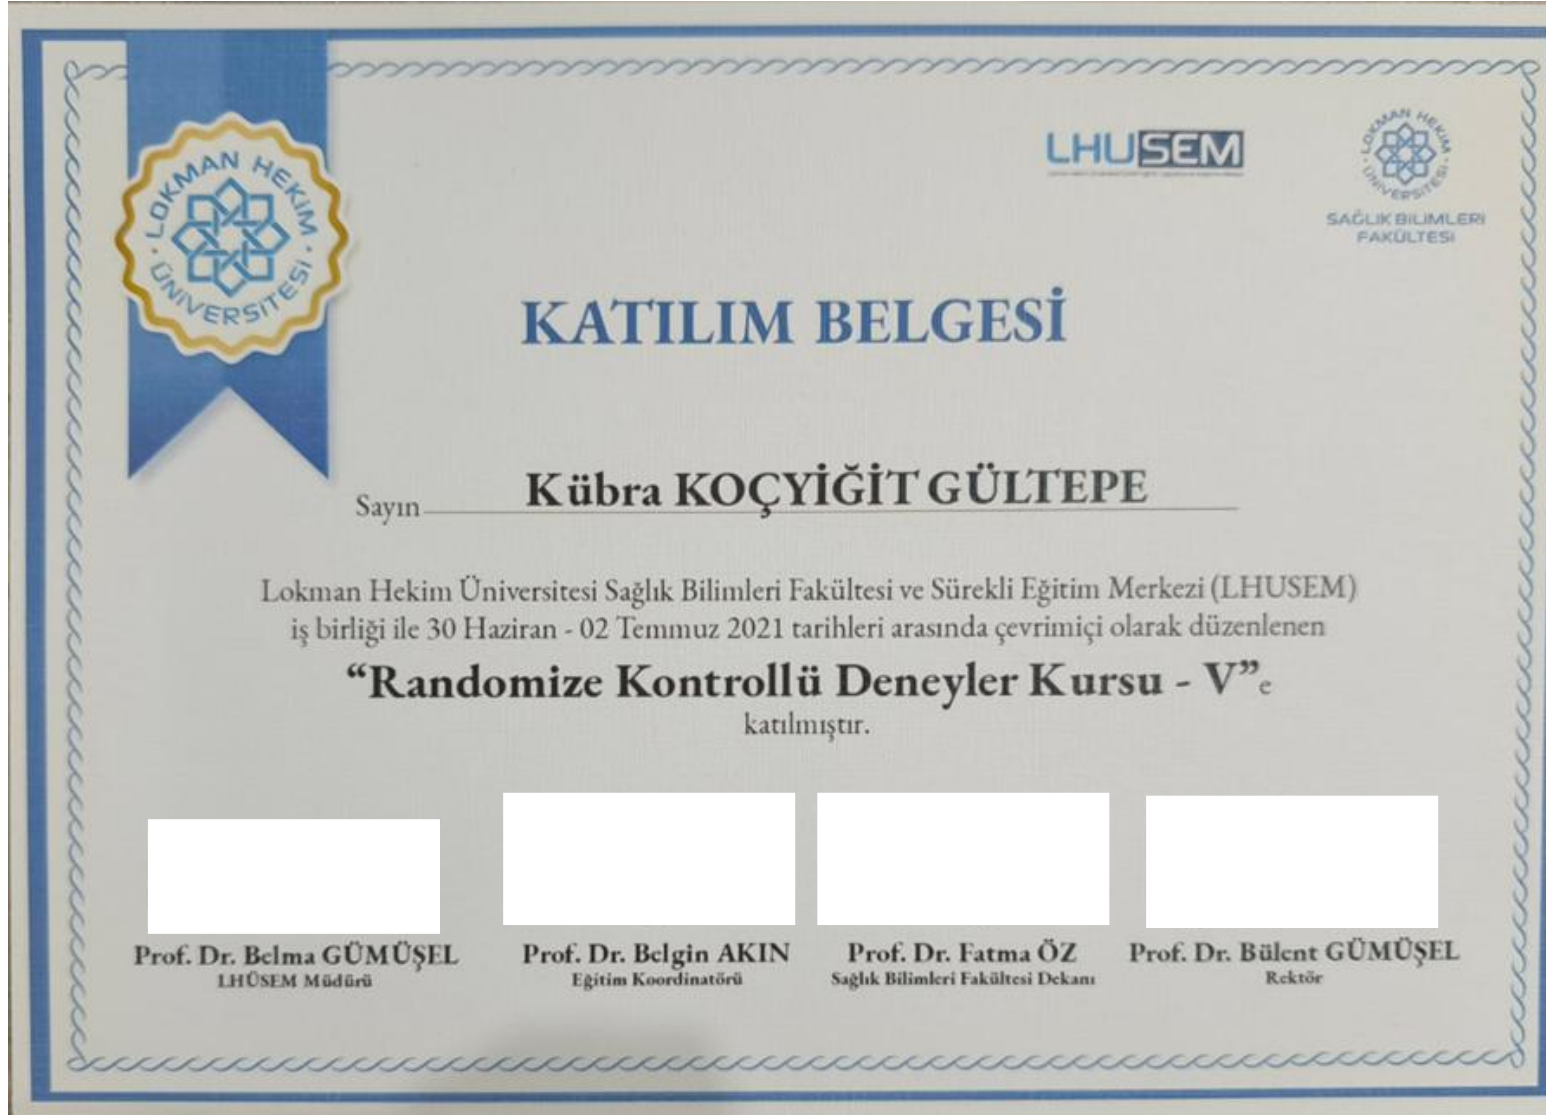 LOKMAN HEKİM ÜNİVERSİTESİ
LHUSEM
LOKMAN HEKİM ÜNİVERSİTESİ
SAĞLIK BİLİMLERİ
FAKÜLTESİ
KATILIM BELGESİ
Sayın Kübra KOÇYİĞİT GÜLTEPE
Lokman Hekim Üniversitesi Sağlık Bilimleri Fakültesi ve Sürekli Eğitim Merkezi (LHUSEM)
iş birliği ile 30 Haziran - 02 Temmuz 2021 tarihleri arasında çevrimiçi olarak düzenlenen
“Randomize Kontrollü Deneyler Kursu - V”e
katılmıştır.
Prof. Dr. Belma GÜMÜŞEL Prof. Dr. Belgin AKIN Prof. Dr. Fatma ÖZ Prof. Dr. Bülent GÜMÜŞEL
LHÜSEM Müdürü Eğitim Koordinatörü Sağlık Bilimleri Fakültesi Dekanı Rektör